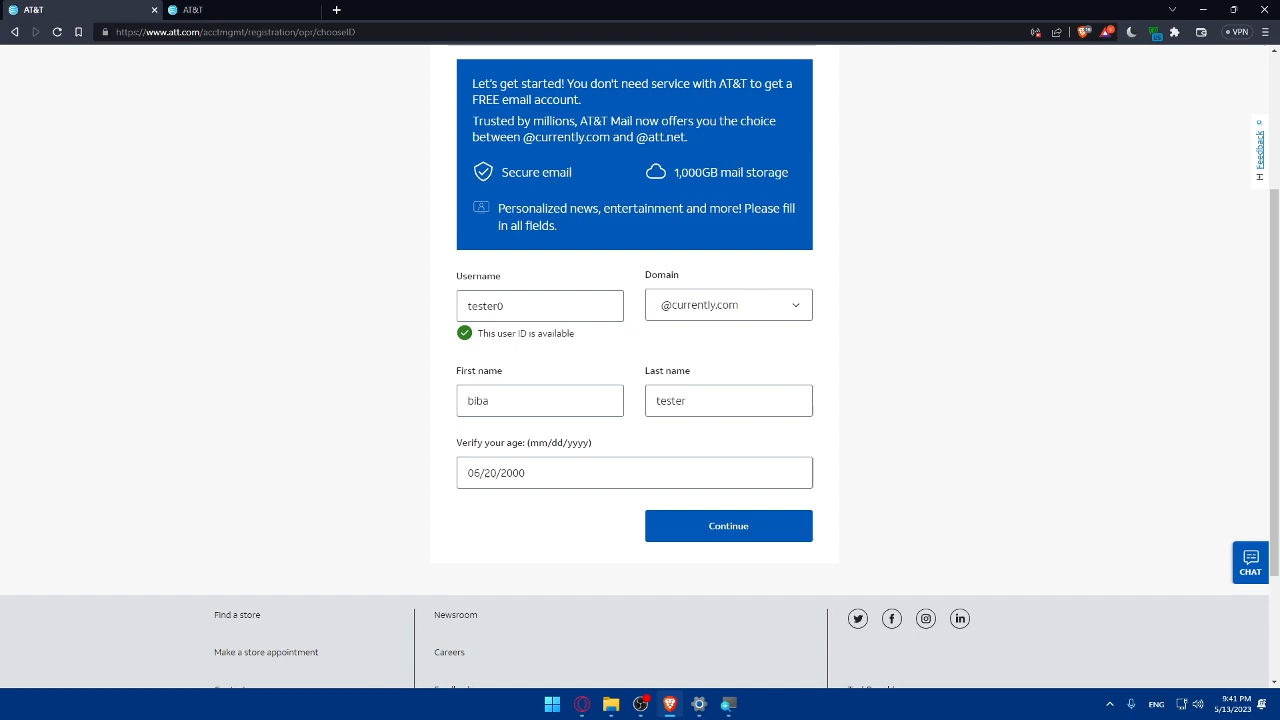 AT&T
AT&T
https://www.att.com/acctmgmt/registration/opr/chooseID
VPN
Let's get started! You don't need service with AT&T to get a
FREE email account.
Trusted by millions, AT&T Mail now offers you the choice
between @currently.com and @att.net.
Secure email
1,000GB mail storage
Personalized news, entertainment and more! Please fill
in all fields.
Feedback
Username
Domain
tester0
@currently.com
This user ID is available
First name
Last name
biba
tester
Verify your age: (mm/dd/yyyy)
06/20/2000
Continue
CHAT
Find a store
Newsroom
Make a store appointment
Careers
ENG
9:41 PM
5/13/2023